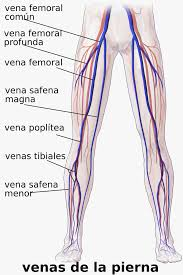 vena femoral
común
vena femoral
profunda
vena femoral
vena safena
magna
vena poplítea
venas tibiales
vena safena
menor
venas de la pierna